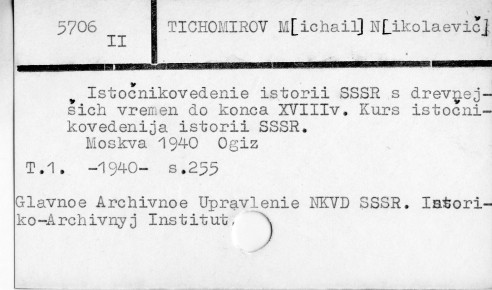 5706 TICHOMIROV M[ichail] N[ikolaevič]
II
Istočnikovedenie istorii SSSR s drevnej-
šich vremen do konca XVIIIv. Kurs istočni-
kovedenija istorii SSSR.
Moskva 1940 Ogiz
T.1. -1940- s.255
Glavnoe Archivnoe Upravlenie NKVD SSSR. Istori-
ko-Archivnyj Institut.